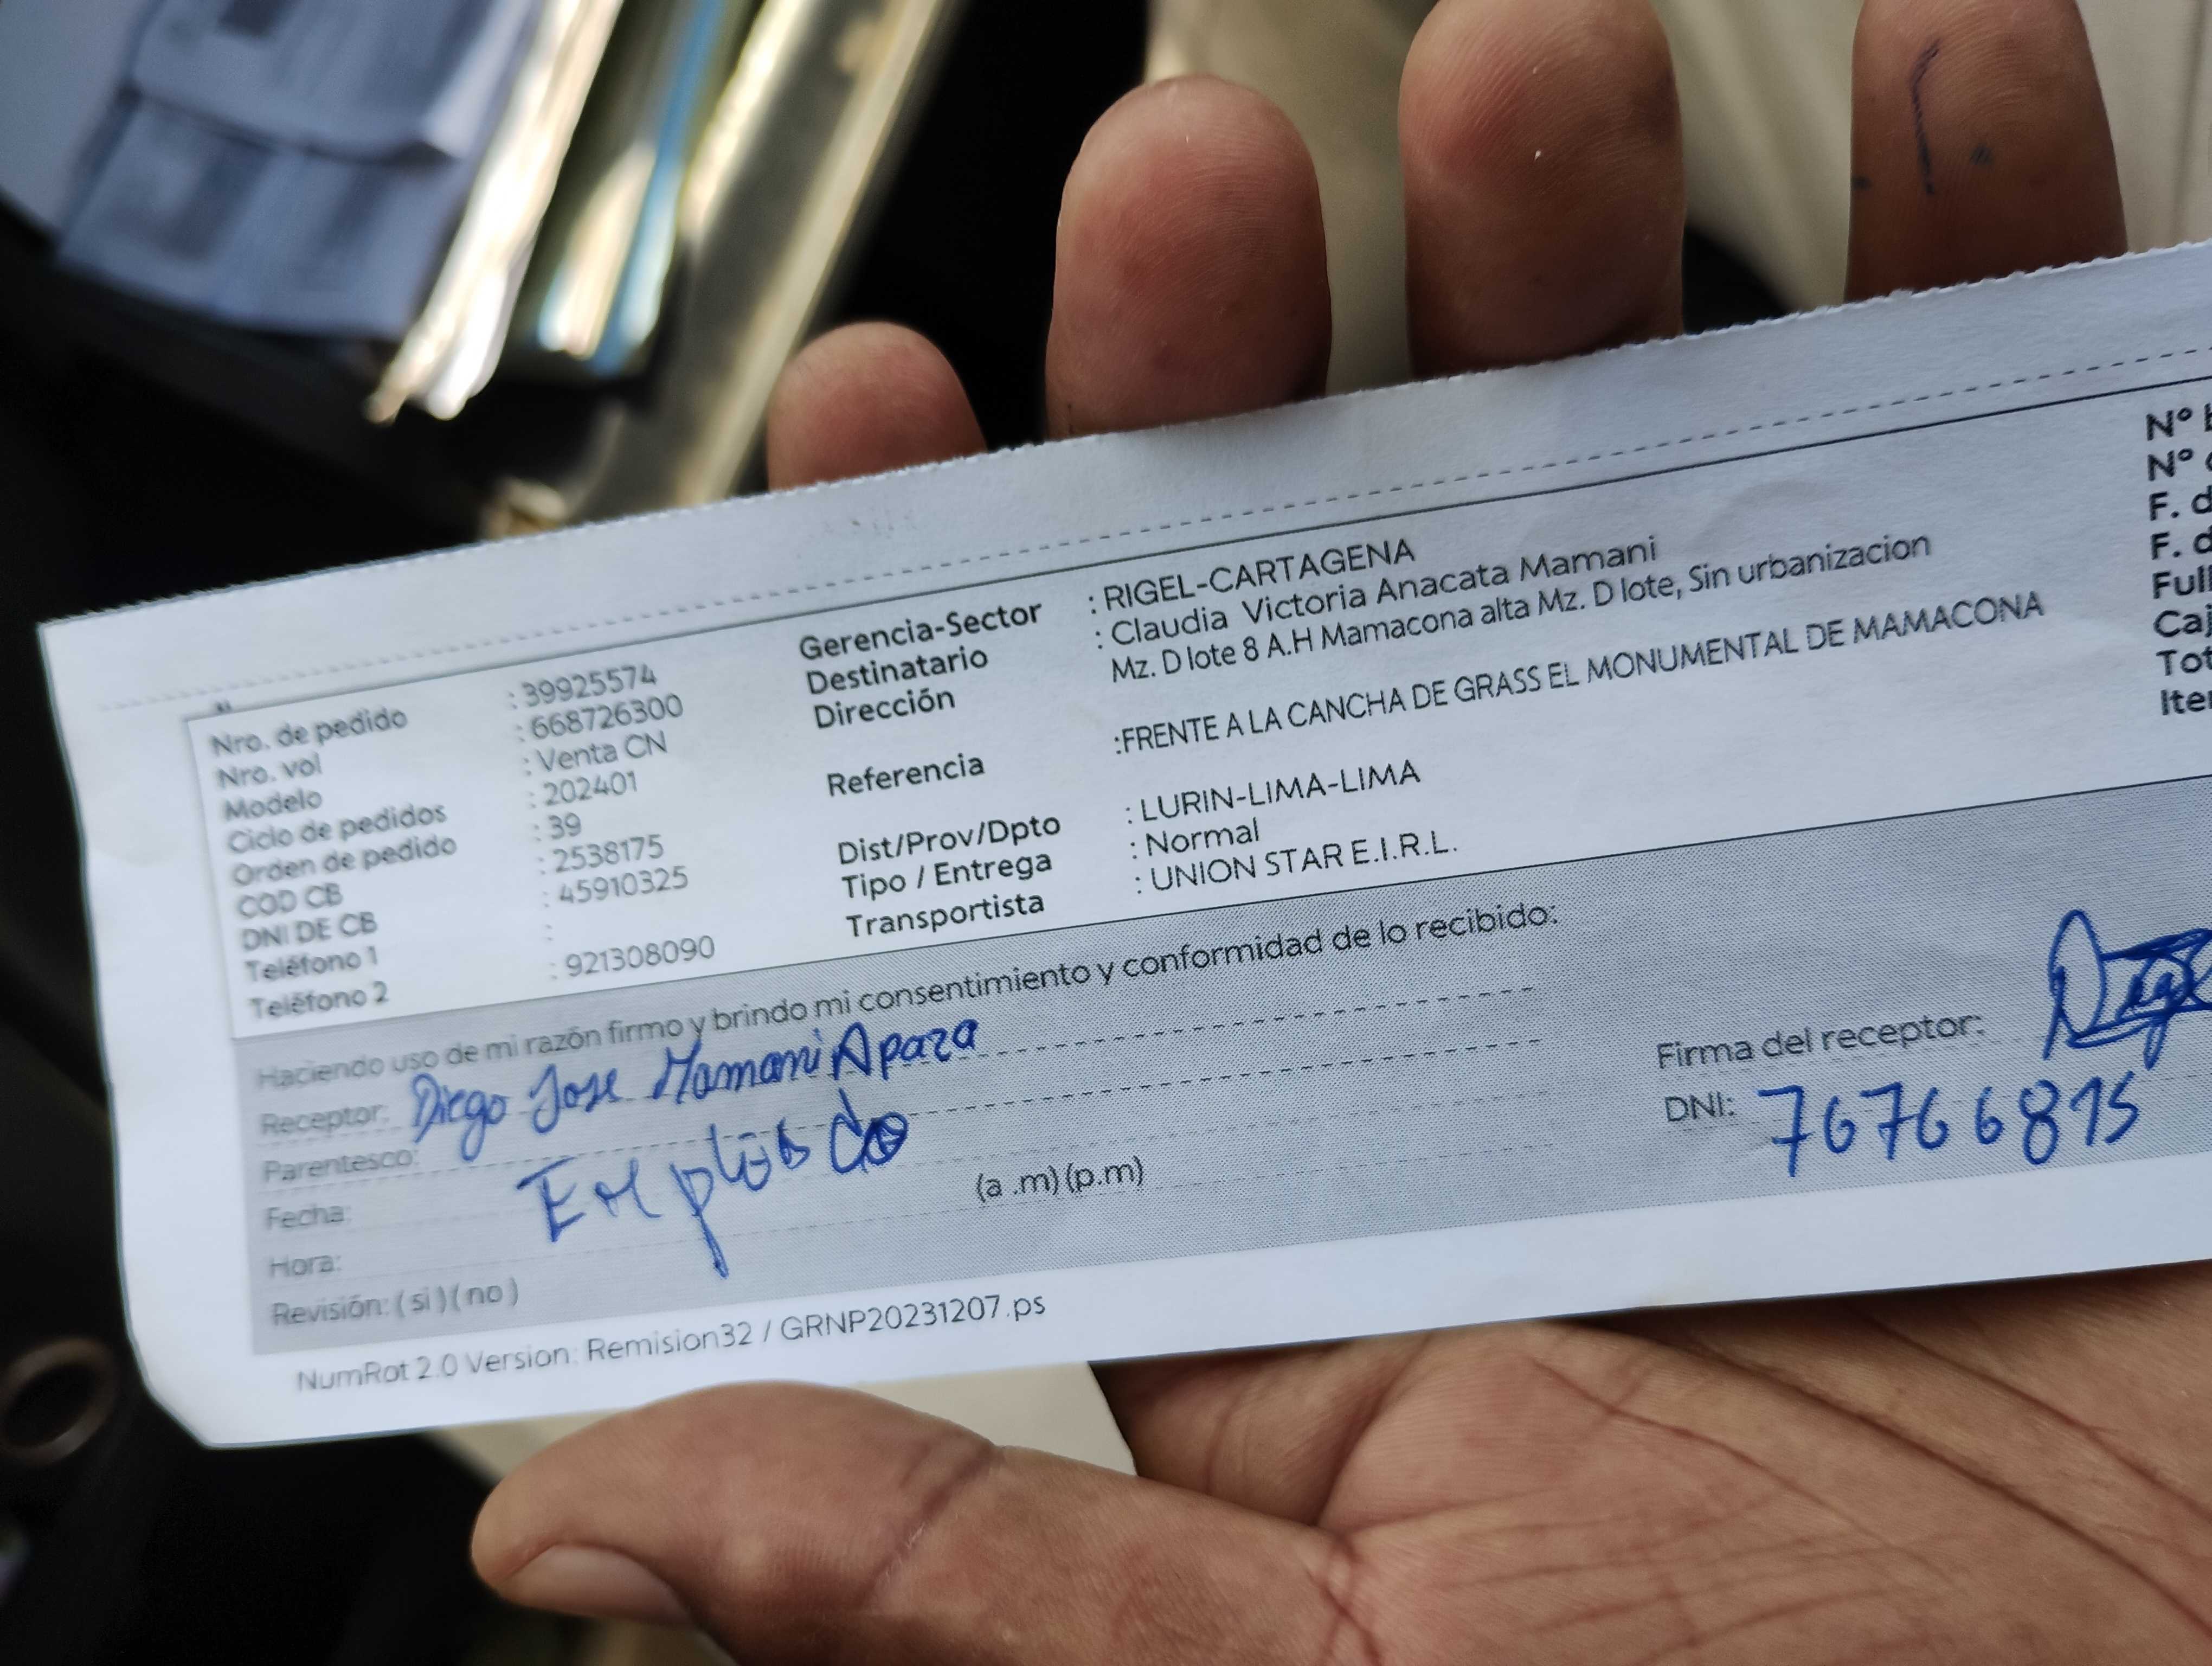 Nro. de pedido : 39925574
Nro. vol : 668726300
Modelo : Venta CN
Ciclo de pedidos : 202401
Orden de pedido : 39
COD CB : 2538175
DNI DE CB : 45910325
Teléfono 1 :
Teléfono 2 : 921308090
Gerencia-Sector : RIGEL-CARTAGENA
Destinatario : Claudia Victoria Anacata Mamani
Dirección Mz. D lote 8 A.H Mamacona alta Mz. D lote, Sin urbanizacion
Referencia :FRENTE A LA CANCHA DE GRASS EL MONUMENTAL DE MAMACONA
Dist/Prov/Dpto : LURIN-LIMA-LIMA
Tipo / Entrega : Normal
Transportista : UNION STAR E.I.R.L.
N°
N°
F. d
F. d
Full
Caj
Tot
Ite
Haciendo uso de mi razón firmo y brindo mi consentimiento y conformidad de lo recibido:
Receptor: Diego Jose Mamani Apaza
Parentesco:
Fecha:
Hora: (a .m) (p.m)
Revisión: ( si ) ( no )
Firma del receptor:
DNI: 76766815
NumRot 2.0 Version: Remision32 / GRNP20231207.ps